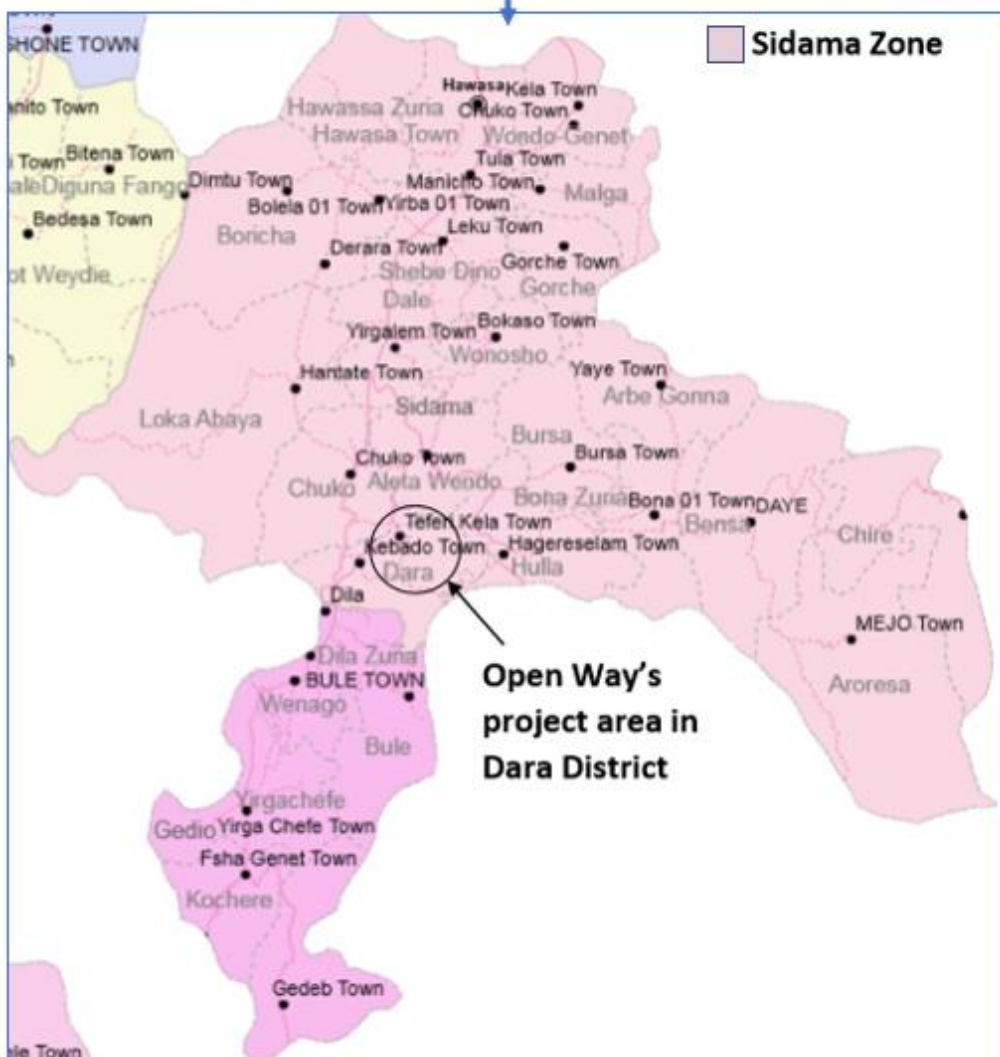 SHONE TOWN
Sidama Zone
Hawasa
Kela Town
Hawassa Zuria
Chuko Town
anito Town
Hawasa Town
Wondo-Genet
i Town
Bitena Town
Tula Town
ale
Diguna Fango
Dimtu Town
Manicho Town
Malga
Bolela 01 Town
Yirba 01 Town
Bedesa Town
Boricha
Leku Town
Derara Town
Shebe Dino
Gorche Town
ot Weydie
Gorche
Dale
Bokaso Town
Yirgalem Town
Wonosho
Hantate Town
Yaye Town
Arbe Gonna
Loka Abaya
Sidama
Bursa
Chuko Town
Bursa Town
Chuko
Aleta Wendo
Bona Zuria
Bona 01 Town
DAYE
Bensa
Teferi Kela Town
Chire
Kebado Town
Hagereselam Town
Dara
Hulla
Dila
MEJO Town
Dila Zuria
Open Way's
project area in
Dara District
BULE TOWN
Wenago
Aroresa
Bule
Yirgachefe
Gedio
Yirga Chefe Town
Fsha Genet Town
Kochere
Gedeb Town
ele Town